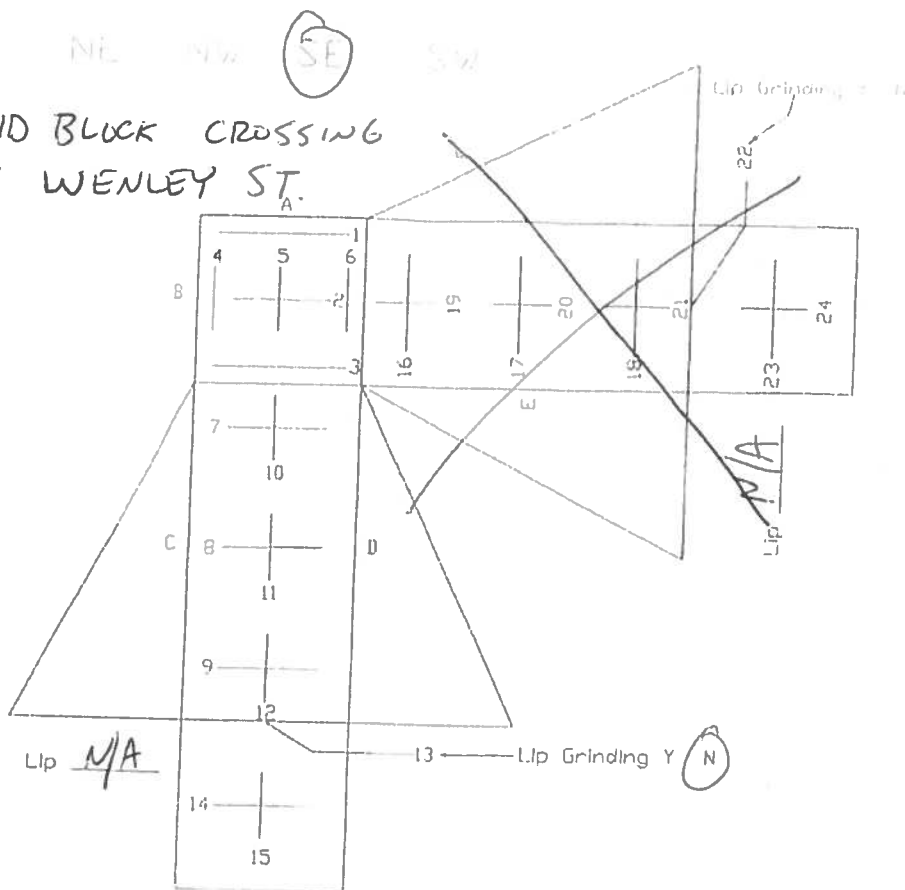 NE NW SE SW
BLOCK CROSSING
WENLEY ST.
A
1
4 5 6
B 2
3
16 19 17 20 18 21 22 23 24
E
7
10
C 8 D
11
9
12
Lip N/A
13 Lip Grinding Y N
14
15
Lip N/A
Lip Grinding